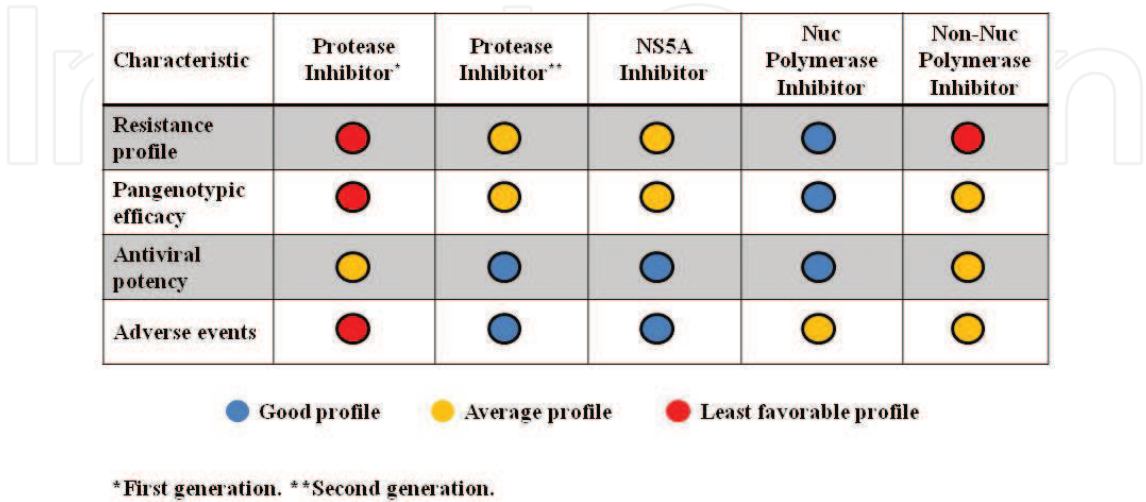 Characteristic
Protease
Inhibitor*
Protease
Inhibitor**
NS5A
Inhibitor
Nuc
Polymerase
Inhibitor
Non-Nuc
Polymerase
Inhibitor
Resistance
profile
Pangenotypic
efficacy
Antiviral
potency
Adverse events
Good profile
Average profile
Least favorable profile
*First generation. **Second generation.